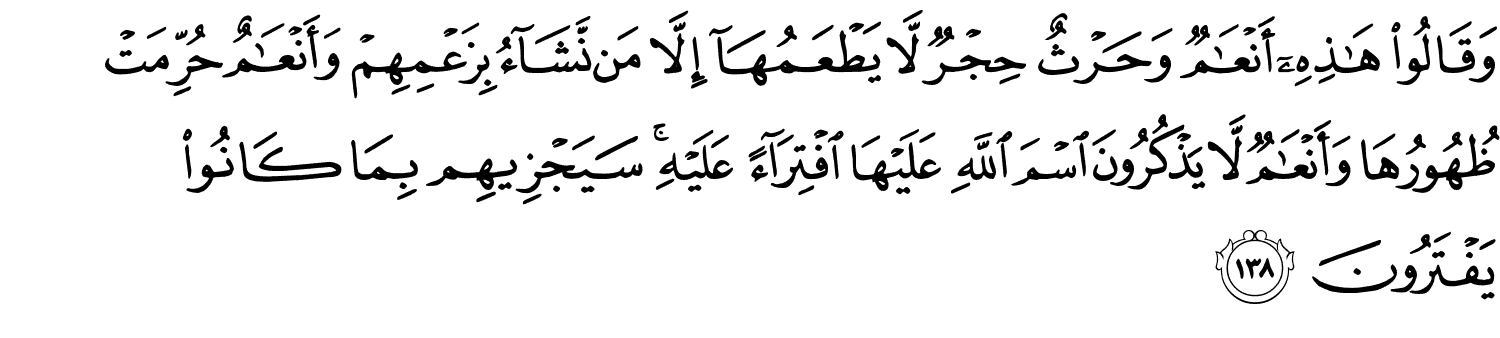 وَقَالُوا۟ هَـٰذِهِۦٓ أَنْعَـٰمٌ وَحَرْثٌ حِجْرٌ لَّا يَطْعَمُهَآ إِلَّا مَن نَّشَآءُ بِزَعْمِهِمْ وَأَنْعَـٰمٌ حُرِّمَتْ
ظُهُورُهَا وَأَنْعَـٰمٌ لَّا يَذْكُرُونَ ٱسْمَ ٱللَّهِ عَلَيْهَا ٱفْتِرَآءً عَلَيْهِ ۚ سَيَجْزِيهِم بِمَا كَانُوا۟
يَفْتَرُونَ ١٣٨